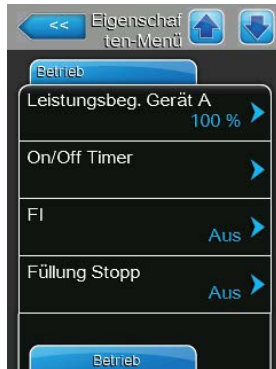 <<
Eigenschaf
ten-Menü
Betrieb
Leistungsbeg. Gerät A
100 %
On/Off Timer
FI
Aus
Füllung Stopp
Aus
Betrieb